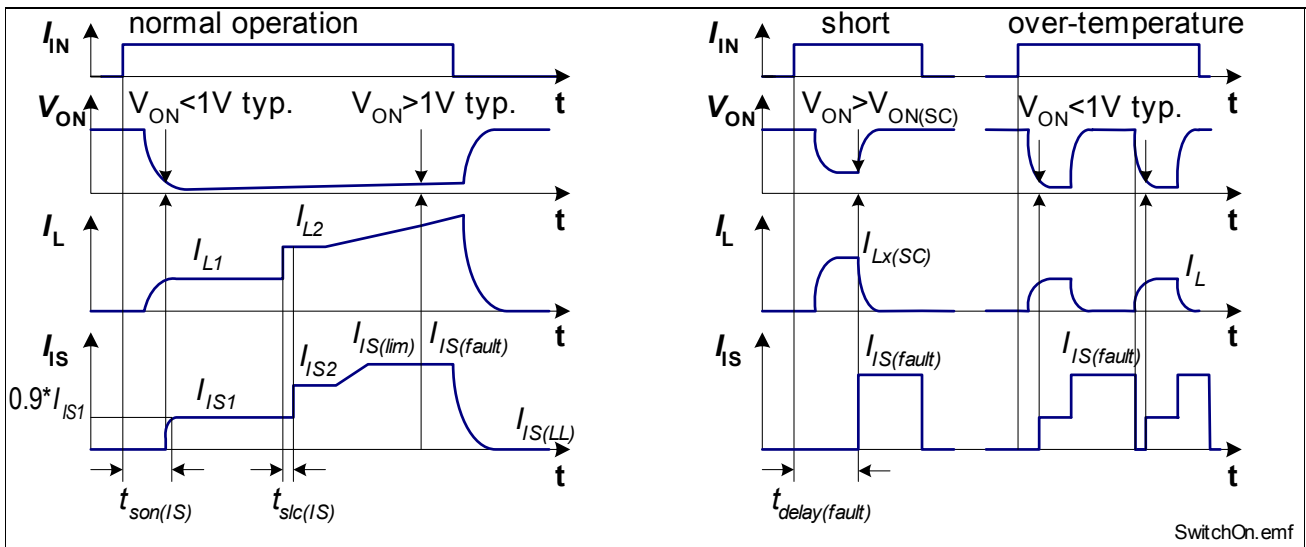 normal operation
short
over-temperature
I_IN
t
I_IN
t
V_ON
V_ON<1V typ.
V_ON>1V typ.
t
V_ON
V_ON>V_ON(SC)
V_ON<1V typ.
t
I_L
I_L1
I_L2
t
I_L
I_Lx(SC)
I_L
t
I_IS
0.9*I_IS1
I_IS1
I_IS2
I_IS(lim)
I_IS(fault)
I_IS(LL)
t
I_IS
I_IS(fault)
I_IS(fault)
t
t_son(IS)
t_slc(IS)
t_delay(fault)
SwitchOn.emf